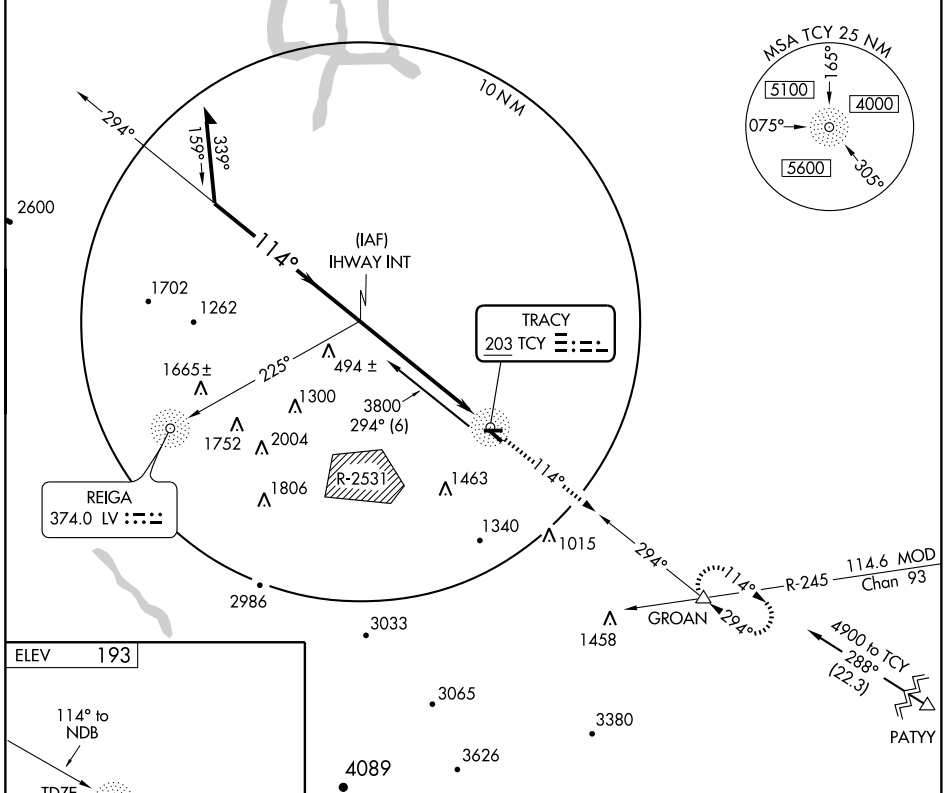 MSA TCY 25 NM
165°
5100
4000
075°
5600
305°
10 NM
294°
159°
339°
2600
114°
(IAF)
IHWAY INT
1702
1262
TRACY
203 TCY
225°
494 ±
1665 ±
1300
3800
294° (6)
1752
2004
R-2531
1463
114°
1806
REIGA
374.0 LV
1340
1015
294°
114°
R-245
114.6 MOD
Chan 93
2986
GROAN
294°
1458
3033
4900 to TCY
288°
(22.3)
ELEV 193
3065
PATYY
114° to
NDB
3380
3626
4089
TDZE